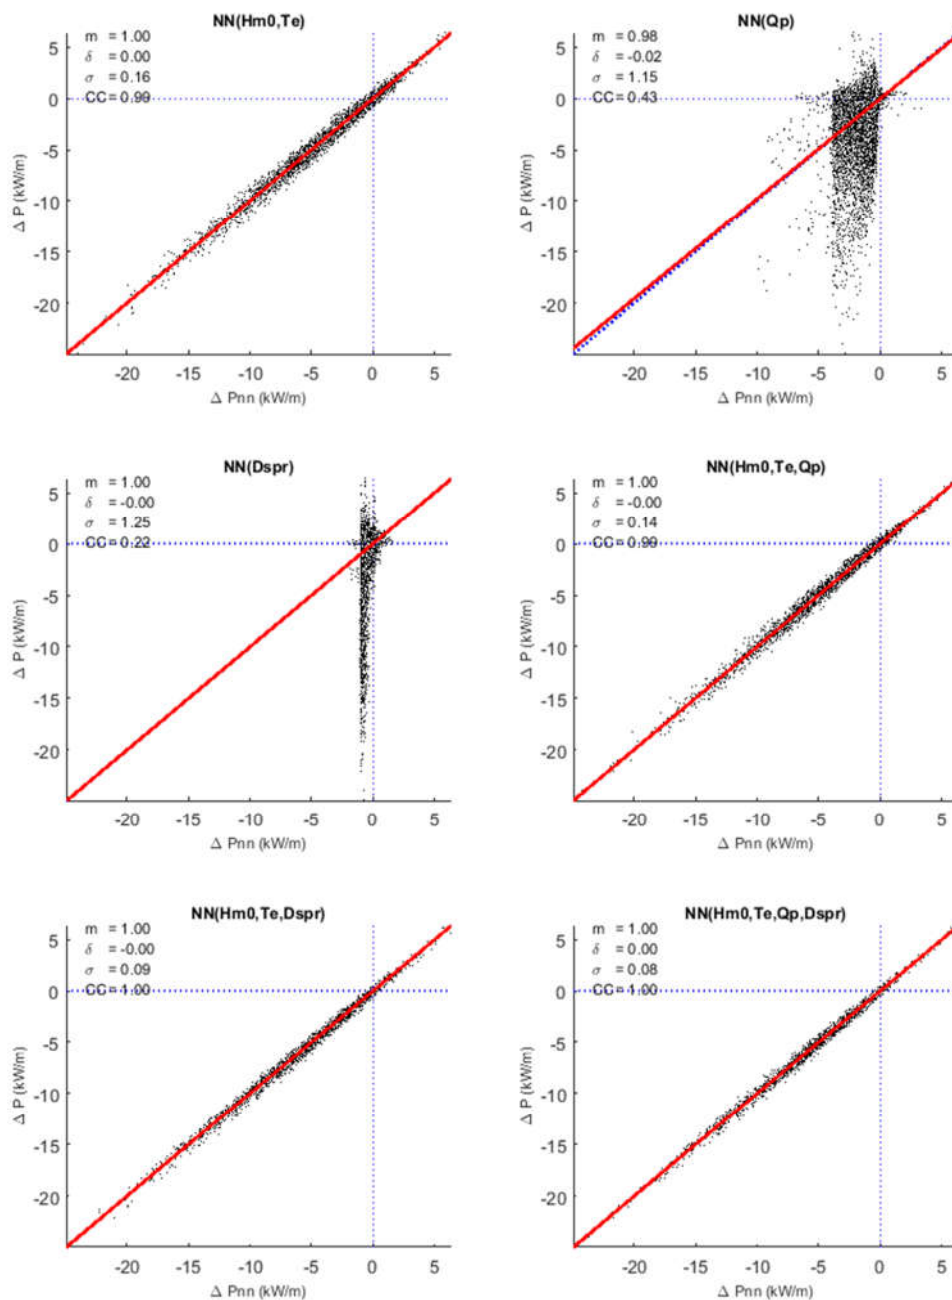 NN(Hm0,Te)
m = 1.00
δ = 0.00
σ = 0.16
CC = 0.99
5
0
-5
-10
-15
-20
Δ P (kW/m)
-20 -15 -10 -5 0 5
Δ Pnn (kW/m)
NN(Qp)
m = 0.98
δ = -0.02
σ = 1.15
CC = 0.43
5
0
-5
-10
-15
-20
Δ P (kW/m)
-20 -15 -10 -5 0 5
Δ Pnn (kW/m)
NN(Dspr)
m = 1.00
δ = -0.00
σ = 1.25
CC = 0.22
5
0
-5
-10
-15
-20
Δ P (kW/m)
-20 -15 -10 -5 0 5
Δ Pnn (kW/m)
NN(Hm0,Te,Qp)
m = 1.00
δ = -0.00
σ = 0.14
CC = 0.99
5
0
-5
-10
-15
-20
Δ P (kW/m)
-20 -15 -10 -5 0 5
Δ Pnn (kW/m)
NN(Hm0,Te,Dspr)
m = 1.00
δ = -0.00
σ = 0.09
CC = 1.00
5
0
-5
-10
-15
-20
Δ P (kW/m)
-20 -15 -10 -5 0 5
Δ Pnn (kW/m)
NN(Hm0,Te,Qp,Dspr)
m = 1.00
δ = 0.00
σ = 0.08
CC = 1.00
5
0
-5
-10
-15
-20
Δ P (kW/m)
-20 -15 -10 -5 0 5
Δ Pnn (kW/m)